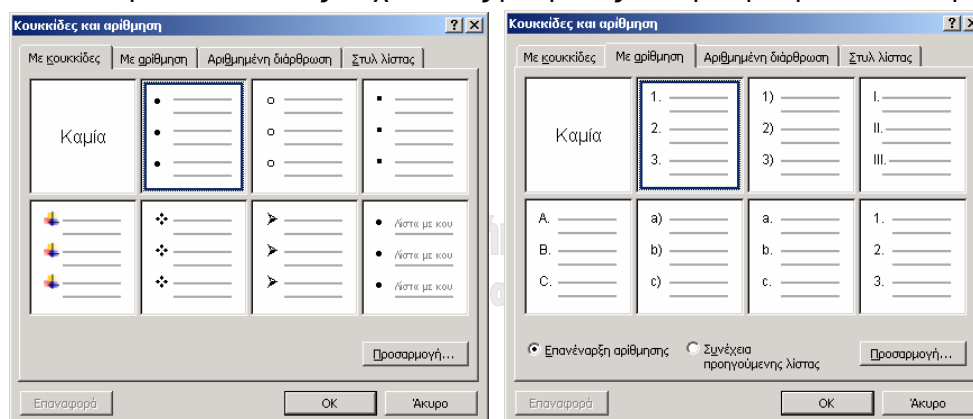 Κουκκίδες και αρίθμηση
Με κουκκίδες Με αρίθμηση Αριθμημένη διάρθρωση Στυλ λίστας
Καμία
Λίστα με κου
Λίστα με κου
Λίστα με κου
Προσαρμογή...
Επαναφορά OK Άκυρο
Κουκκίδες και αρίθμηση
Με κουκκίδες Με αρίθμηση Αριθμημένη διάρθρωση Στυλ λίστας
Καμία
1. 1) I.
2. 2) II.
3. 3) III.
A. a) a. 1.
B. b) b. 2.
C. c) c. 3.
Επανέναρξη αρίθμησης Συνέχεια
προηγούμενης λίστας
Προσαρμογή...
Επαναφορά OK Άκυρο